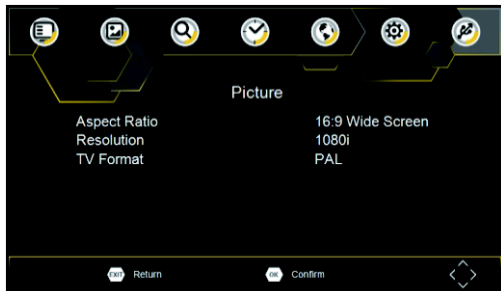 Picture
Aspect Ratio 16:9 Wide Screen
Resolution 1080i
TV Format PAL
EXIT Return OK Confirm